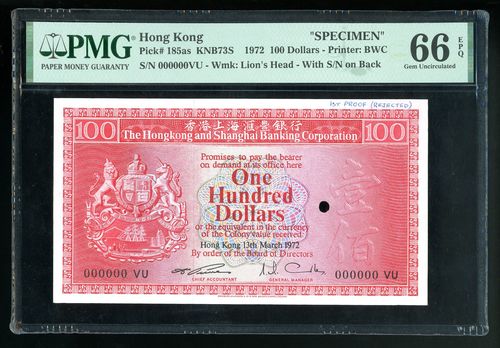 PMG
PAPER MONEY GUARANTY
Hong Kong "SPECIMEN"
Pick# 185as KNB73S 1972 100 Dollars - Printer: BWC
S/N 000000VU - Wmk: Lion's Head - With S/N on Back
66 EPQ
Gem Uncirculated
1ST PROOF (REJECTED)
100 香港上海滙豐銀行 100
The Hongkong and Shanghai Banking Corporation
Promises to pay the bearer
on demand at its office here
One
Hundred
Dollars
or the equivalent in the currency
of the Colony value received
Hong Kong 13th March 1972
By order of the Board of Directors
壹佰
000000 VU
CHIEF ACCOUNTANT
GENERAL MANAGER
000000 VU